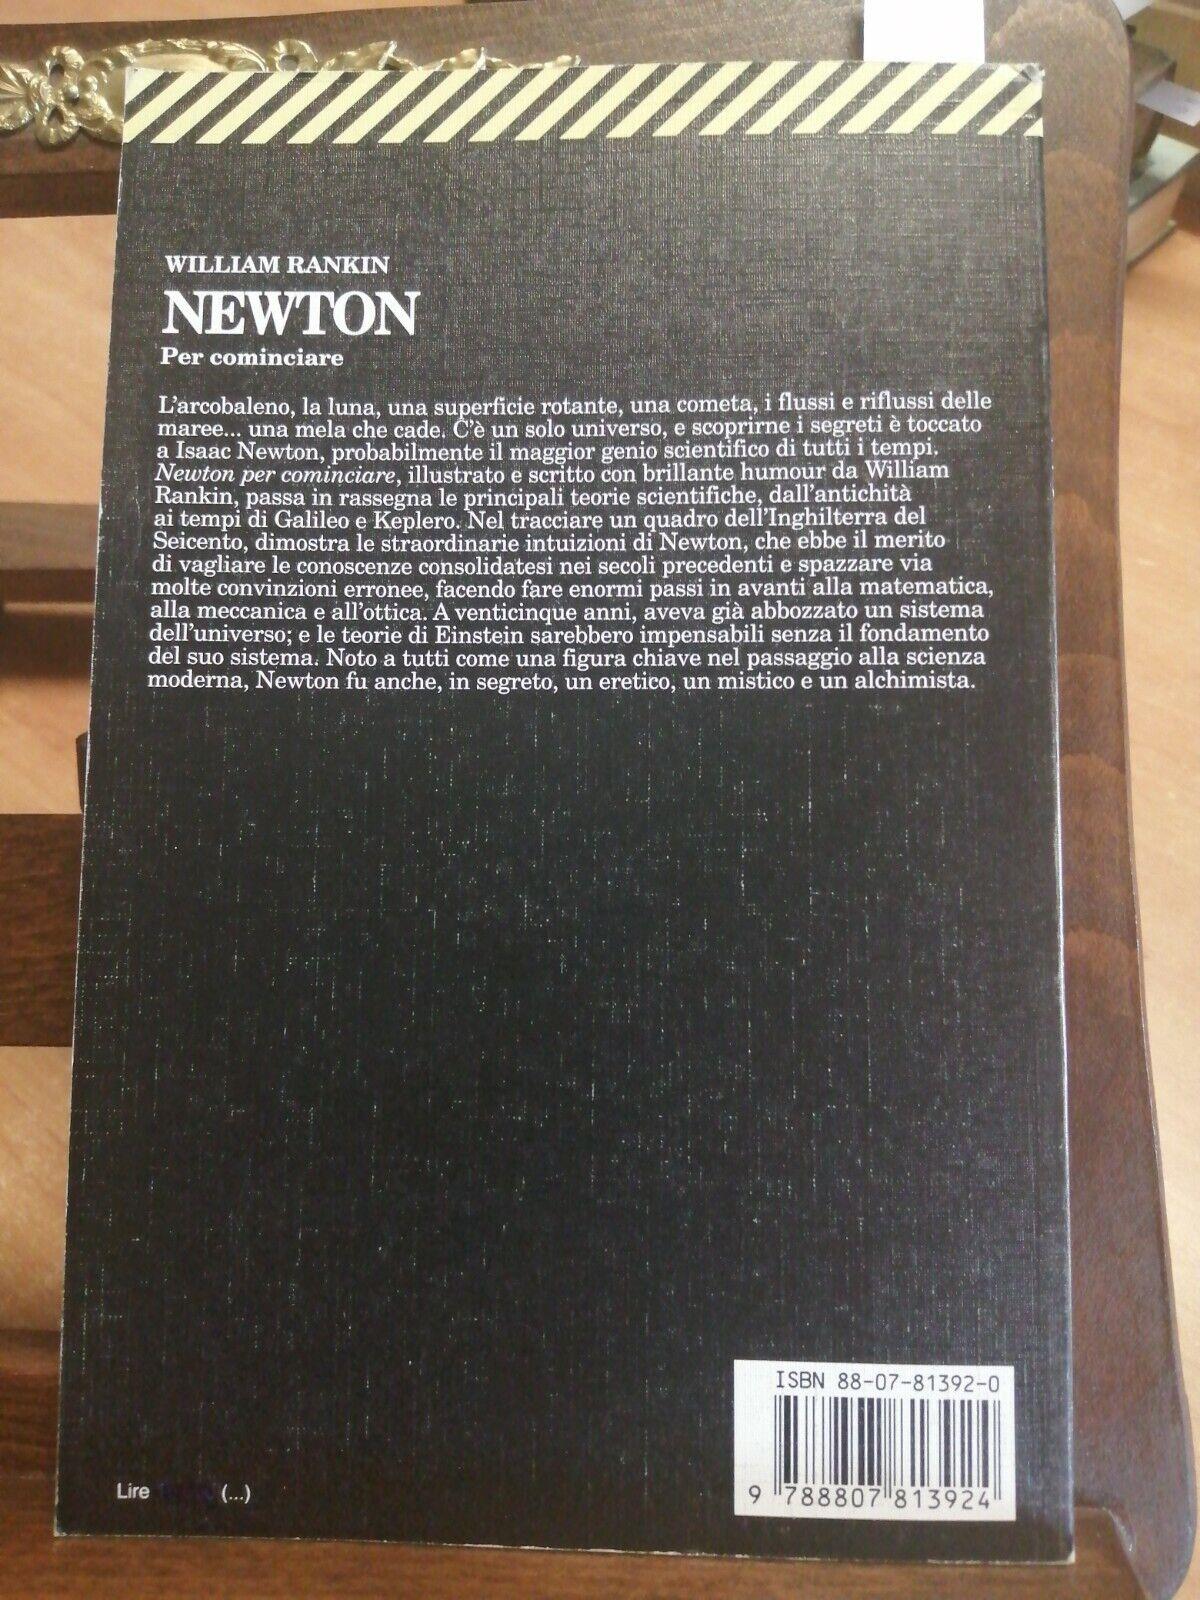 WILLIAM RANKIN
NEWTON
Per cominciare
L'arcobaleno, la luna, una superficie rotante, una cometa, i flussi e riflussi delle
maree... una mela che cade. C'è un solo universo, e scoprirne i segreti è toccato
a Isaac Newton, probabilmente il maggior genio scientifico di tutti i tempi.
Newton per cominciare, illustrato e scritto con brillante humour da William
Rankin, passa in rassegna le principali teorie scientifiche, dall'antichità
ai tempi di Galileo e Keplero. Nel tracciare un quadro dell'Inghilterra del
Seicento, dimostra le straordinarie intuizioni di Newton, che ebbe il merito
di vagliare le conoscenze consolidatesi nei secoli precedenti e spazzare via
molte convinzioni erronee, facendo fare enormi passi in avanti alla matematica,
alla meccanica e all'ottica. A venticinque anni, aveva già abbozzato un sistema
dell'universo; e le teorie di Einstein sarebbero impensabili senza il fondamento
del suo sistema. Noto a tutti come una figura chiave nel passaggio alla scienza
moderna, Newton fu anche, in segreto, un eretico, un mistico e un alchimista.
ISBN 88-07-81392-0
9 788807 813924
Lire (...)